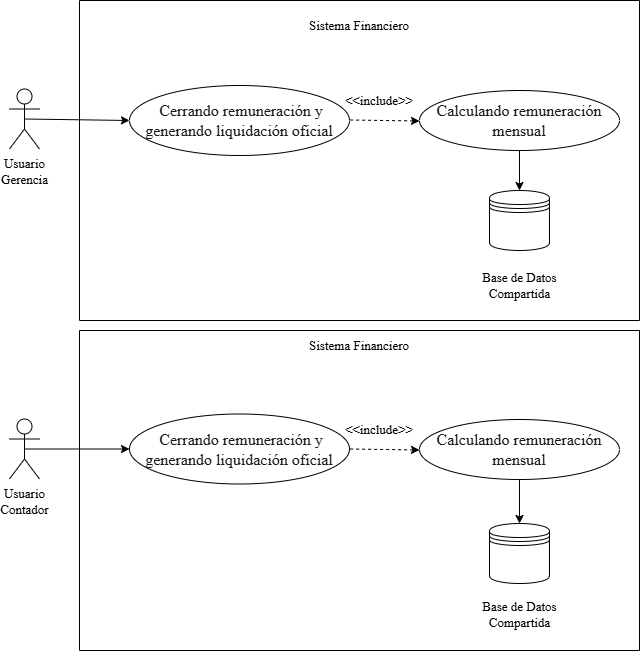 Sistema Financiero
<<include>>
Cerrando remuneración y
generando liquidación oficial
Calculando remuneración
mensual
Usuario
Gerencia
Base de Datos
Compartida
Sistema Financiero
<<include>>
Cerrando remuneración y
generando liquidación oficial
Calculando remuneración
mensual
Usuario
Contador
Base de Datos
Compartida